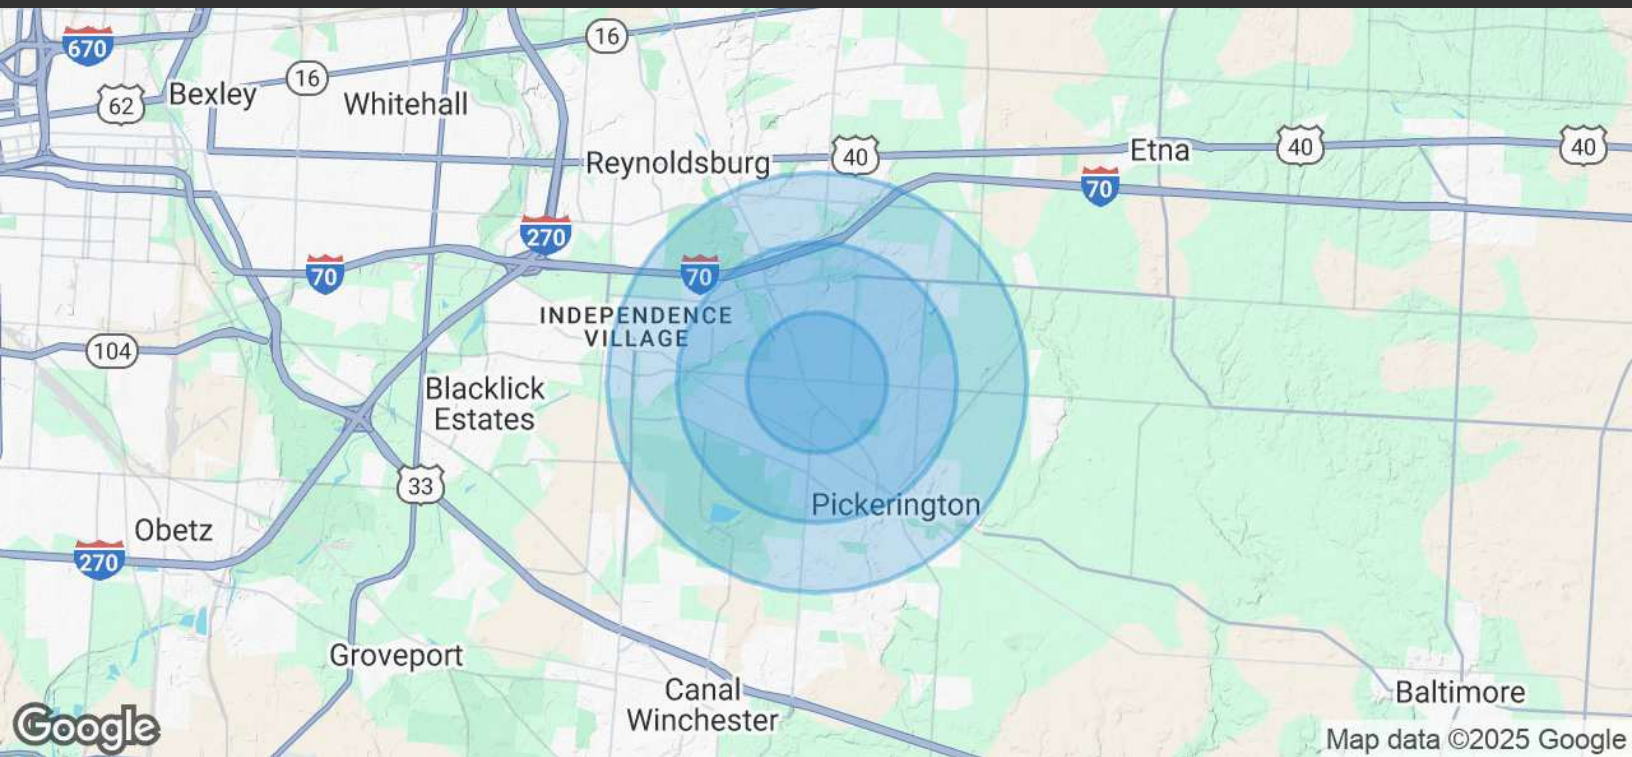 670
16
16
62
Bexley
Whitehall
Reynoldsburg
40
Etna
40
40
70
270
70
70
INDEPENDENCE
VILLAGE
104
Blacklick
Estates
33
Pickerington
Obetz
270
Groveport
Canal
Winchester
Baltimore
Google
Map data ©2025 Google